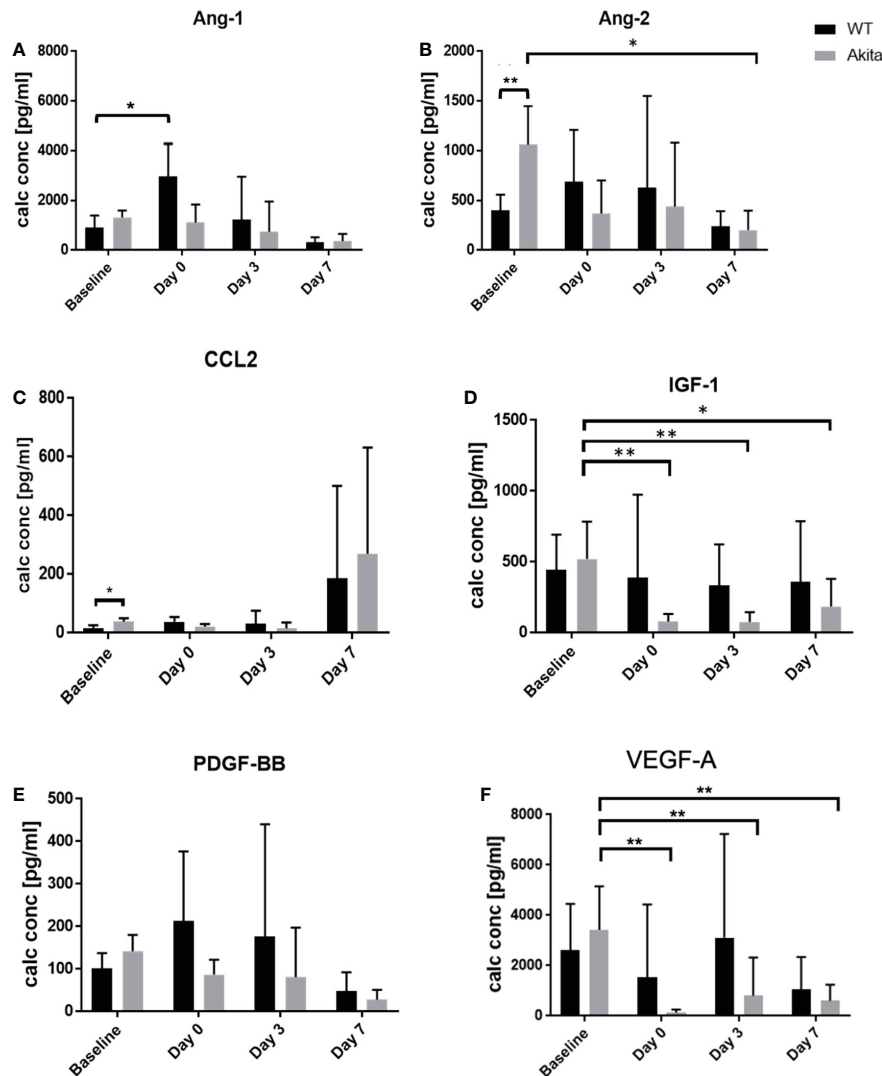 Ang-1
A
8000
6000
4000
2000
0
calc conc [pg/ml]
*
Baseline
Day 0
Day 3
Day 7
Ang-2
B
2000
1500
1000
500
0
calc conc [pg/ml]
*
**
Baseline
Day 0
Day 3
Day 7
WT
Akita
CCL2
C
800
600
400
200
0
calc conc [pg/ml]
*
Baseline
Day 0
Day 3
Day 7
IGF-1
D
1500
1000
500
0
calc conc [pg/ml]
*
**
**
Baseline
Day 0
Day 3
Day 7
PDGF-BB
E
500
400
300
200
100
0
calc conc [pg/ml]
Baseline
Day 0
Day 3
Day 7
VEGF-A
F
8000
6000
4000
2000
0
calc conc [pg/ml]
**
**
**
Baseline
Day 0
Day 3
Day 7